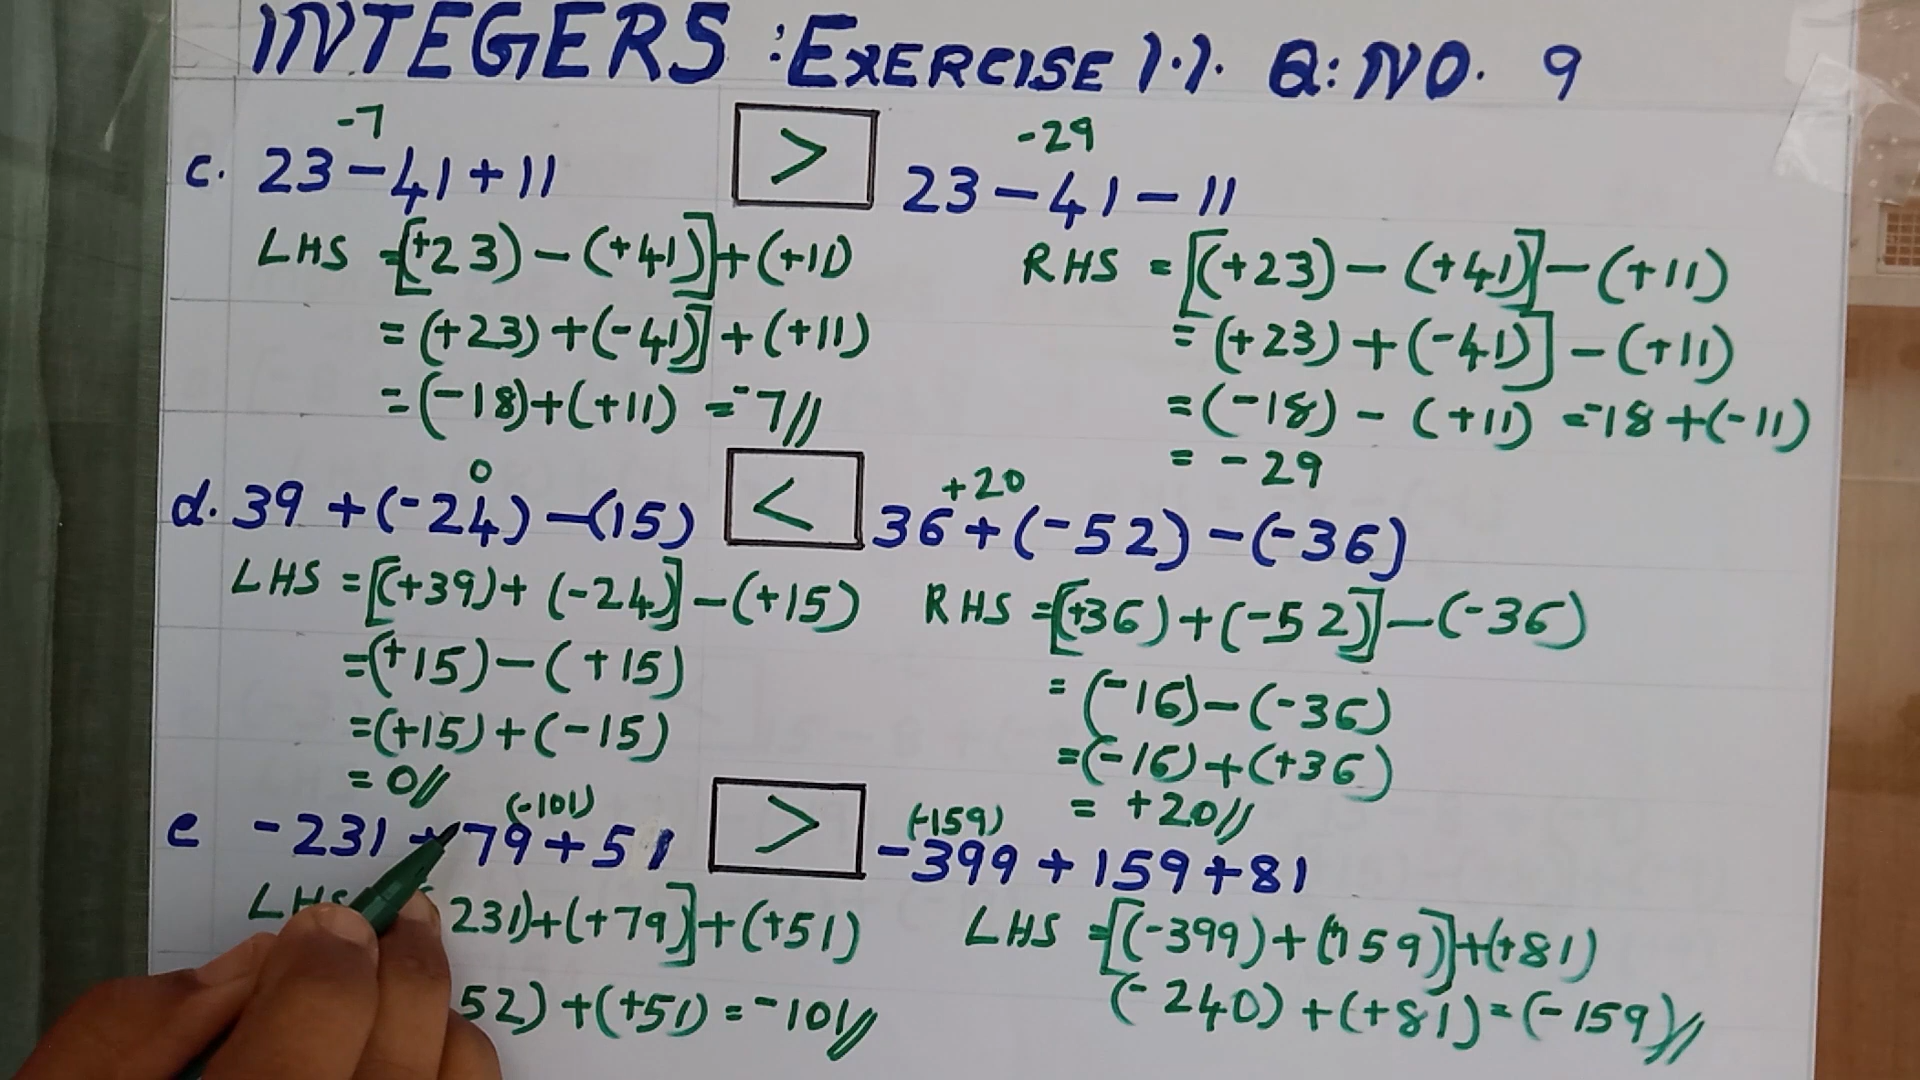 INTEGERS : EXERCISE 1.1. Q: NO. 9
-7
-29
c. 23 - 41 + 11 > 23 - 41 - 11
LHS =[(+23) - (+41)] + (+11)
= (+23) + (-41)] + (+11)
= (-18) + (+11) = -7//
RHS = [(+23) - (+41)] - (+11)
= (+23) + (-41)] - (+11)
= (-18) - (+11) = -18 + (-11)
= -29
0
+20
d. 39 + (-24) - (15) < 36 + (-52) - (-36)
LHS = [(+39) + (-24)] - (+15)
= (+15) - (+15)
= (+15) + (-15)
= 0//
RHS = [(+36) + (-52)] - (-36)
= (-16) - (-36)
= (-16) + (+36)
= +20//
(-101)
(-159)
e -231 + 79 + 51 > -399 + 159 + 81
LHS 231) + (+79)] + (+51)
52) + (+51) = -101//
LHS = [(-399) + (+159)] + (+81)
(-240) + (+81) = (-159)//